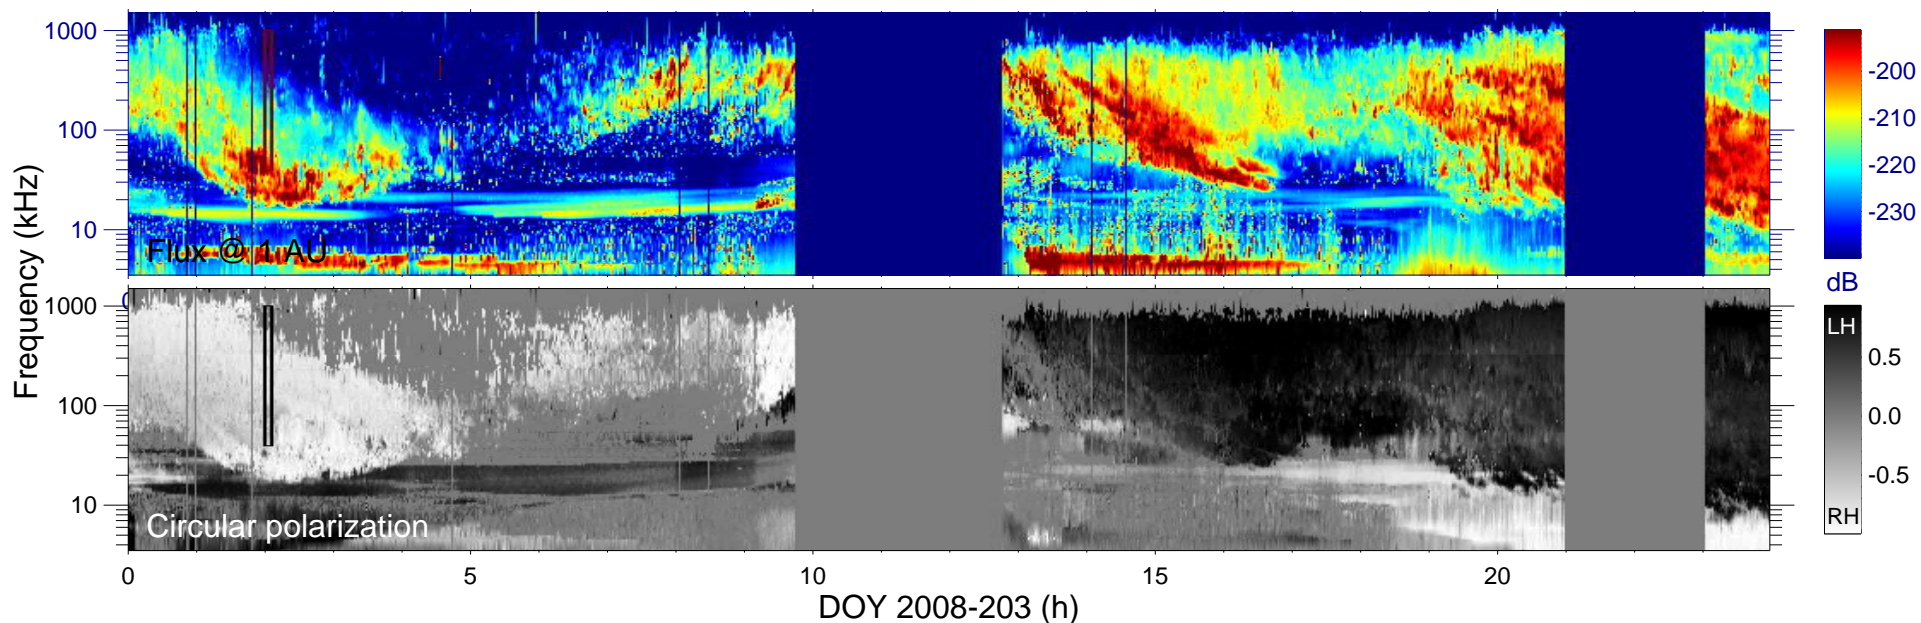 1000
100
10
Flux @ 1 AU
-200
-210
-220
-230
dB
Frequency (kHz)
0
1000
100
10
Circular polarization
LH
0.5
0.0
-0.5
RH
0
5
10
15
20
DOY 2008-203 (h)